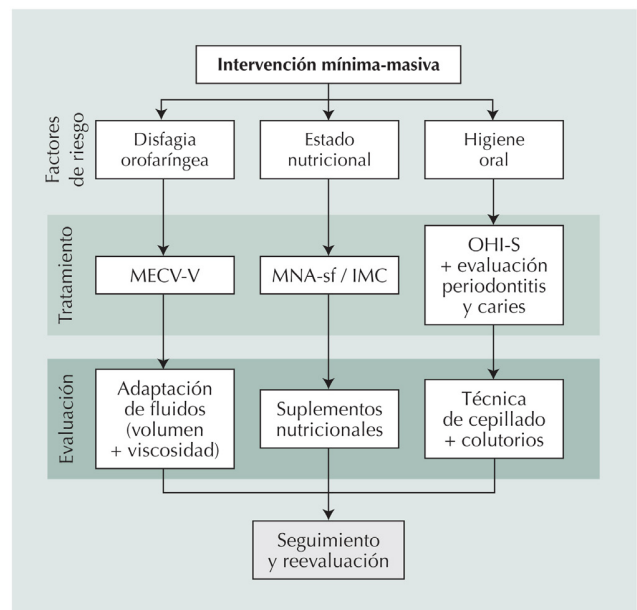 Intervención mínima-masiva
Factores
de riesgo
Disfagia
orofaríngea
Estado
nutricional
Higiene
oral
Tratamiento
MECV-V
MNA-sf / IMC
OHI-S
+ evaluación
periodontitis
y caries
Evaluación
Adaptación
de fluidos
(volumen
+ viscosidad)
Suplementos
nutricionales
Técnica
de cepillado
+ colutorios
Seguimiento
y reevaluación